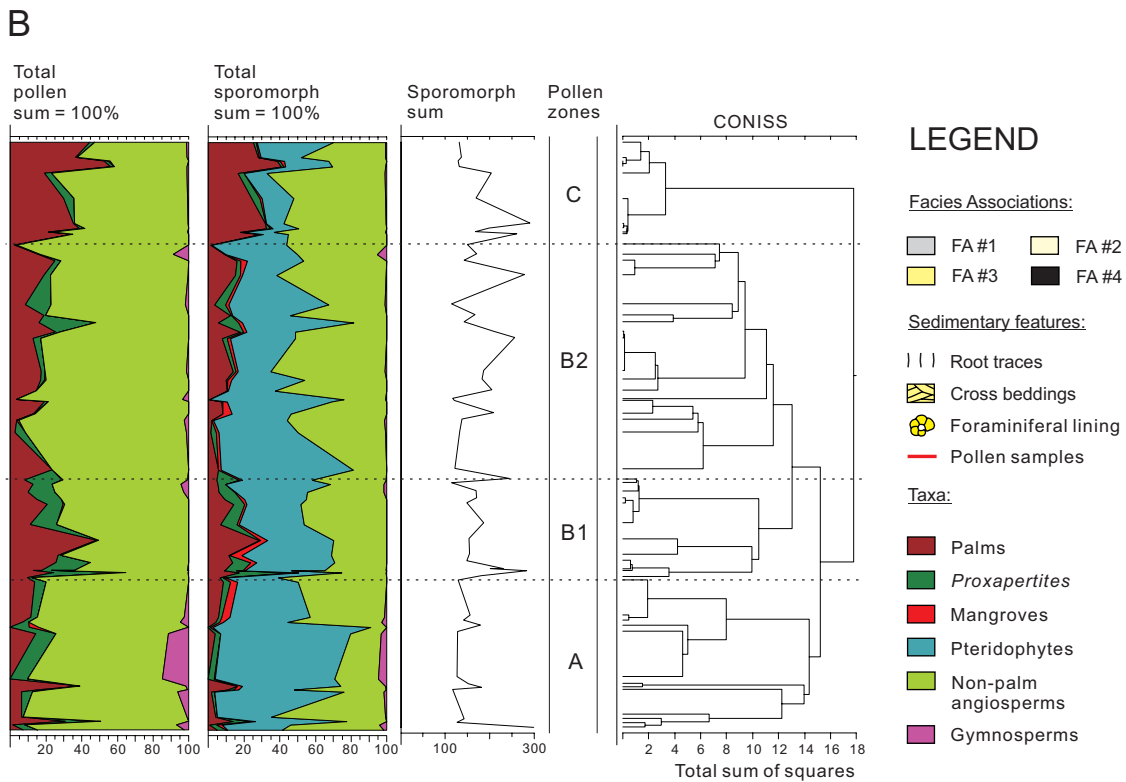 B
Total
pollen
sum = 100%
Total
sporomorph
sum = 100%
Sporomorph
sum
Pollen
zones
CONISS
C
B2
B1
A
20 40 60 80 100
20 40 60 80 100
100 300
2 4 6 8 10 12 14 16 18
Total sum of squares
LEGEND
Facies Associations:
FA #1 FA #2
FA #3 FA #4
Sedimentary features:
Root traces
Cross beddings
Foraminiferal lining
Pollen samples
Taxa:
Palms
Proxapertites
Mangroves
Pteridophytes
Non-palm
angiosperms
Gymnosperms